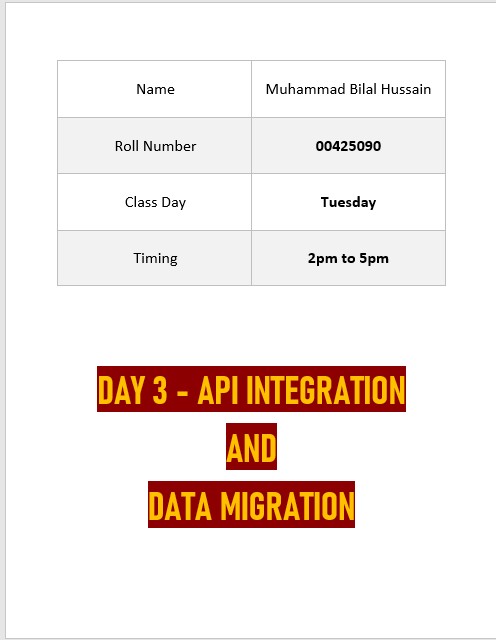 Name Muhammad Bilal Hussain
Roll Number 00425090
Class Day Tuesday
Timing 2pm to 5pm
DAY 3 - API INTEGRATION
AND
DATA MIGRATION